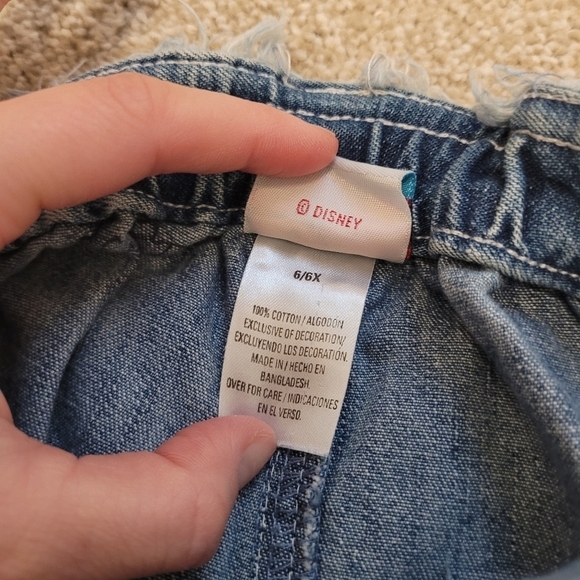 © DISNEY
6/6X
100% COTTON / ALGODON
EXCLUSIVE OF DECORATION/
EXCLUYENDO LOS DECORATION.
MADE IN / HECHO EN
BANGLADESH.
OVER FOR CARE / INDICACIONES
EN EL VERSO.